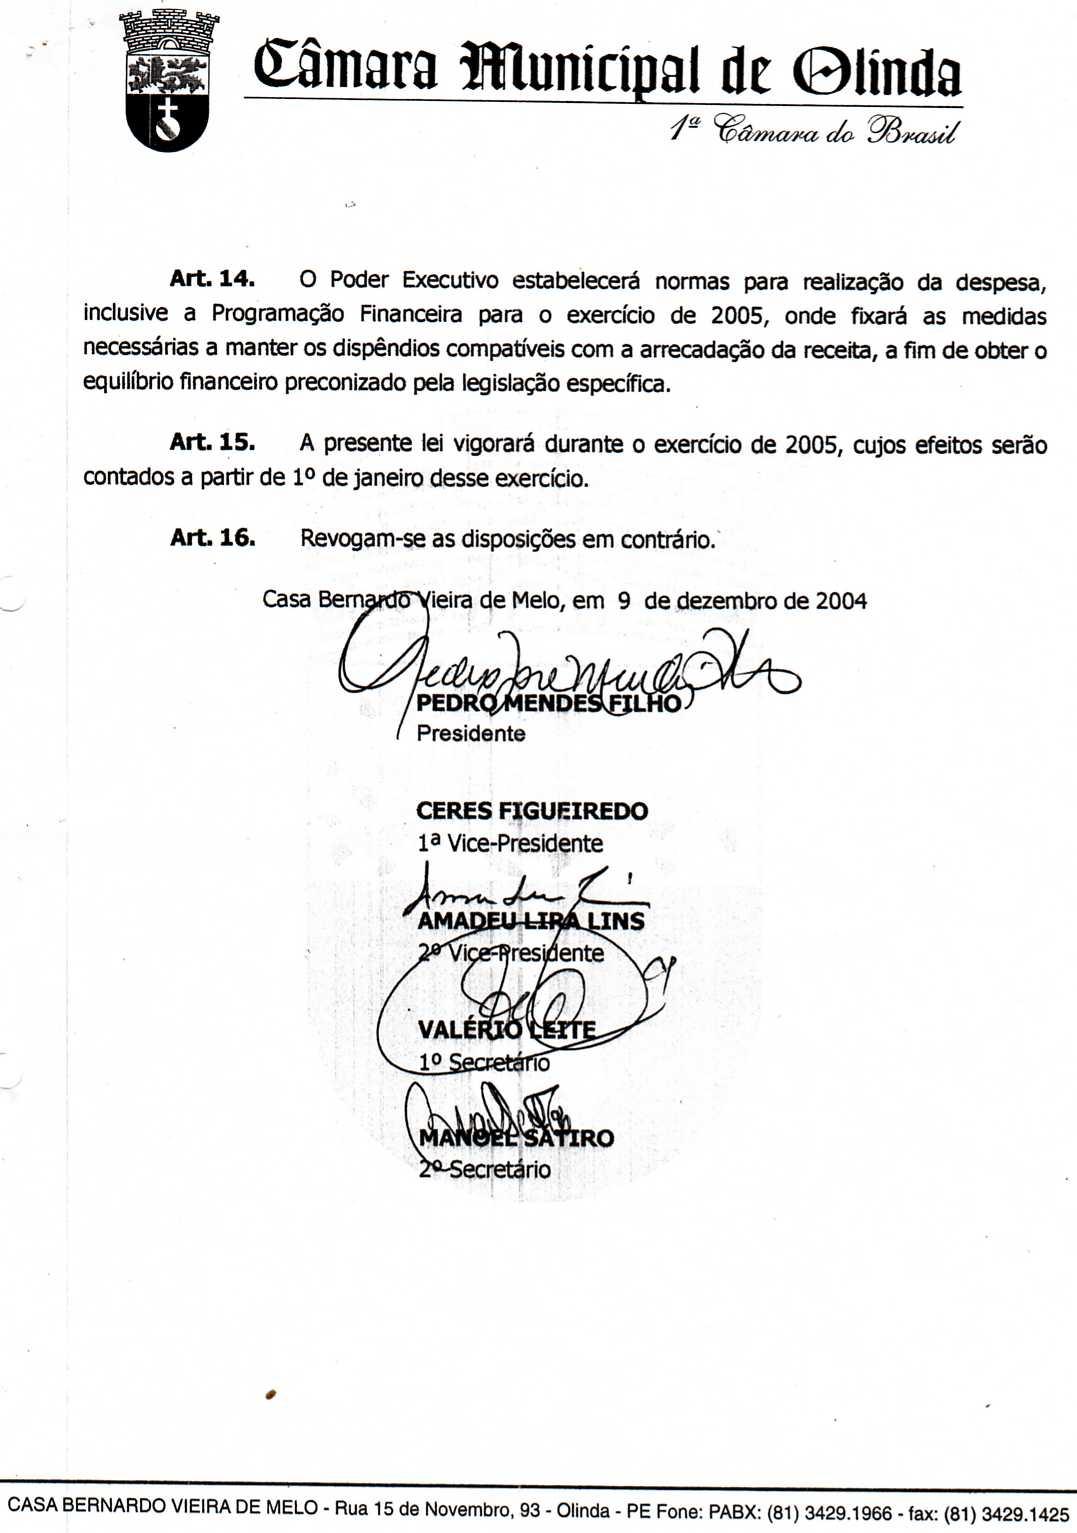 Câmara Municipal de Olinda
1ª Câmara do Brasil
Art. 14. O Poder Executivo estabelecerá normas para realização da despesa,
inclusive a Programação Financeira para o exercício de 2005, onde fixará as medidas
necessárias a manter os dispêndios compatíveis com a arrecadação da receita, a fim de obter o
equilíbrio financeiro preconizado pela legislação específica.
Art. 15. A presente lei vigorará durante o exercício de 2005, cujos efeitos serão
contados a partir de 1º de janeiro desse exercício.
Art. 16. Revogam-se as disposições em contrário.
Casa Bernardo Vieira de Melo, em 9 de dezembro de 2004
PEDRO MENDES FILHO
Presidente
CERES FIGUEIREDO
1ª Vice-Presidente
AMADEU LIRA LINS
2º Vice-Presidente
VALÉRIO LEITE
1º Secretário
MANOEL SÁTIRO
2º Secretário
CASA BERNARDO VIEIRA DE MELO - Rua 15 de Novembro, 93 - Olinda - PE Fone: PABX: (81) 3429.1966 - fax: (81) 3429.1425